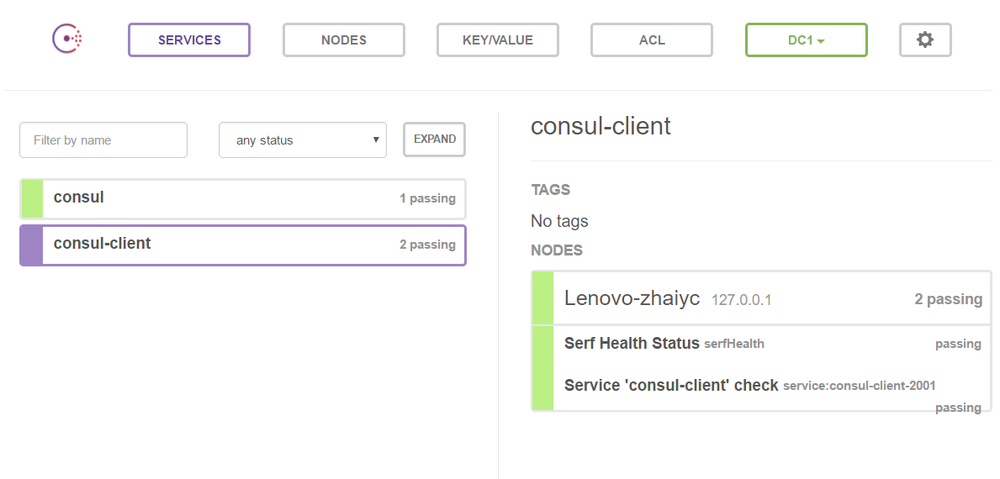 SERVICES NODES KEY/VALUE ACL DC1
Filter by name any status EXPAND
consul 1 passing
consul-client 2 passing
consul-client
TAGS
No tags
NODES
Lenovo-zhaiyc 127.0.0.1 2 passing
Serf Health Status serfHealth passing
Service 'consul-client' check service:consul-client-2001
passing